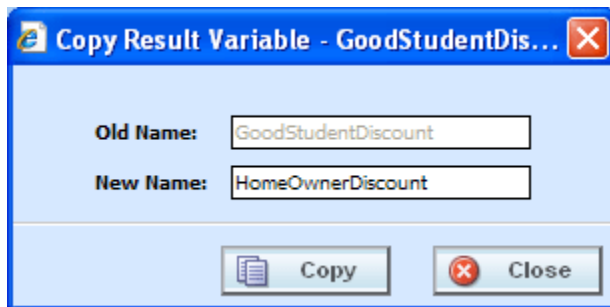 Copy Result Variable - GoodStudentDis...
Old Name: GoodStudentDiscount
New Name: HomeOwnerDiscount
Copy Close